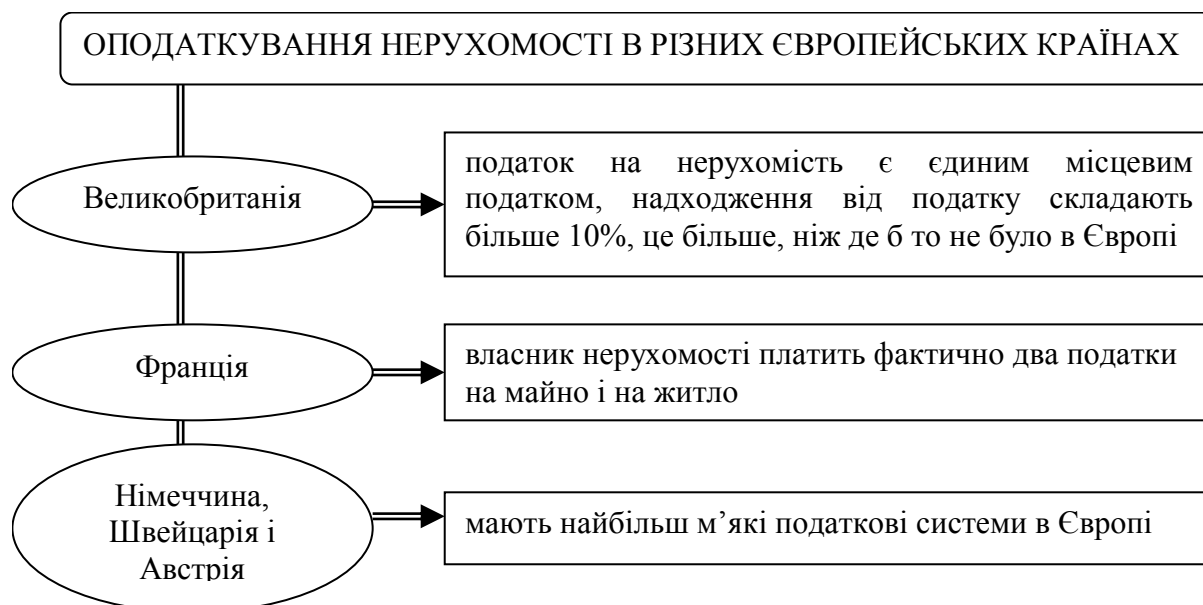 ОПОДАТКУВАННЯ НЕРУХОМОСТІ В РІЗНИХ ЄВРОПЕЙСЬКИХ КРАЇНАХ
Великобританія
податок на нерухомість є єдиним місцевим
податком, надходження від податку складають
більше 10%, це більше, ніж де б то не було в Європі
Франція
власник нерухомості платить фактично два податки
на майно і на житло
Німеччина,
Швейцарія і
Австрія
мають найбільш м’які податкові системи в Європі